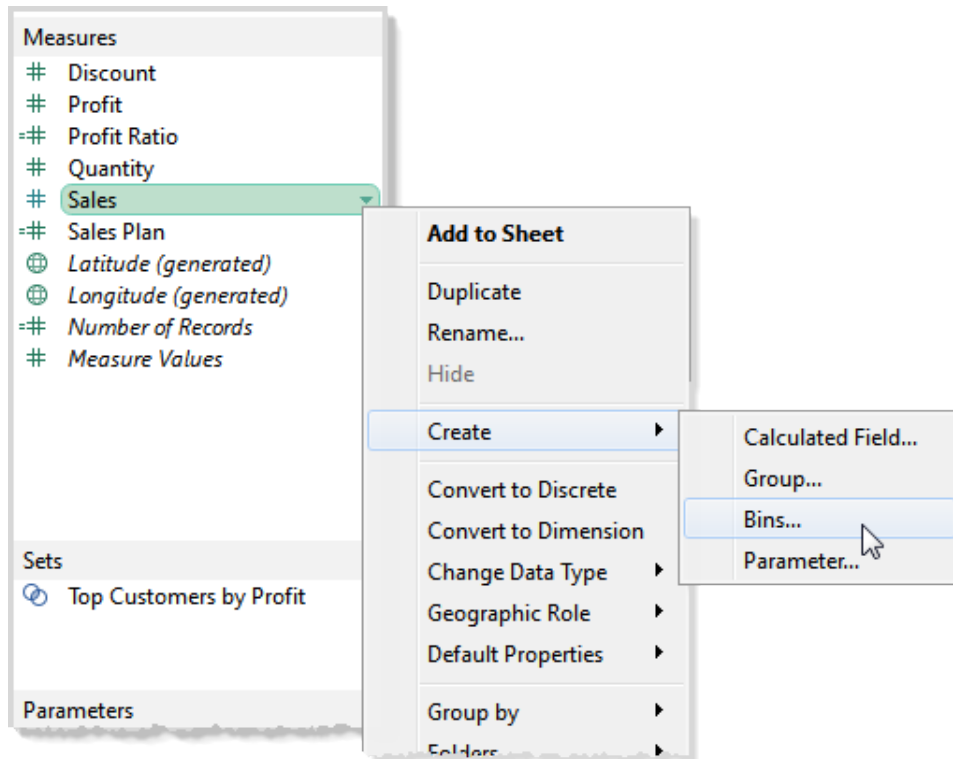 Measures
Discount
Profit
Profit Ratio
Quantity
Sales
Sales Plan
Latitude (generated)
Longitude (generated)
Number of Records
Measure Values
Sets
Top Customers by Profit
Parameters
Add to Sheet
Duplicate
Rename...
Hide
Create
Convert to Discrete
Convert to Dimension
Change Data Type
Geographic Role
Default Properties
Group by
Folders
Calculated Field...
Group...
Bins...
Parameter...